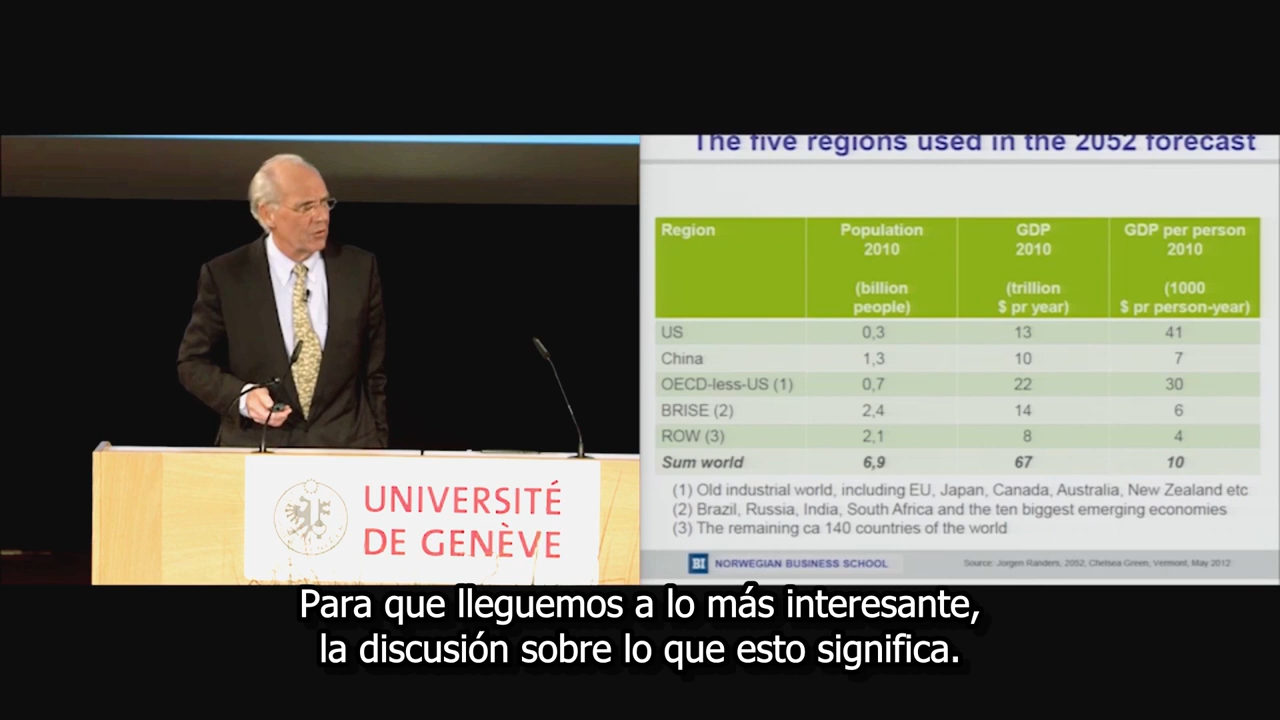 The five regions used in the 2052 forecast
Region Population 2010 (billion people) GDP 2010 (trillion $ pr year) GDP per person 2010 (1000 $ pr person-year)
US 0,3 13 41
China 1,3 10 7
OECD-less-US (1) 0,7 22 30
BRISE (2) 2,4 14 6
ROW (3) 2,1 8 4
Sum world 6,9 67 10
(1) Old industrial world, including EU, Japan, Canada, Australia, New Zealand etc
(2) Brazil, Russia, India, South Africa and the ten biggest emerging economies
(3) The remaining ca 140 countries of the world
BI NORWEGIAN BUSINESS SCHOOL
Source: Jorgen Randers, 2052, Chelsea Green, Vermont, May 2012
UNIVERSITÉ
DE GENÈVE
Para que lleguemos a lo más interesante,
la discusión sobre lo que esto significa.